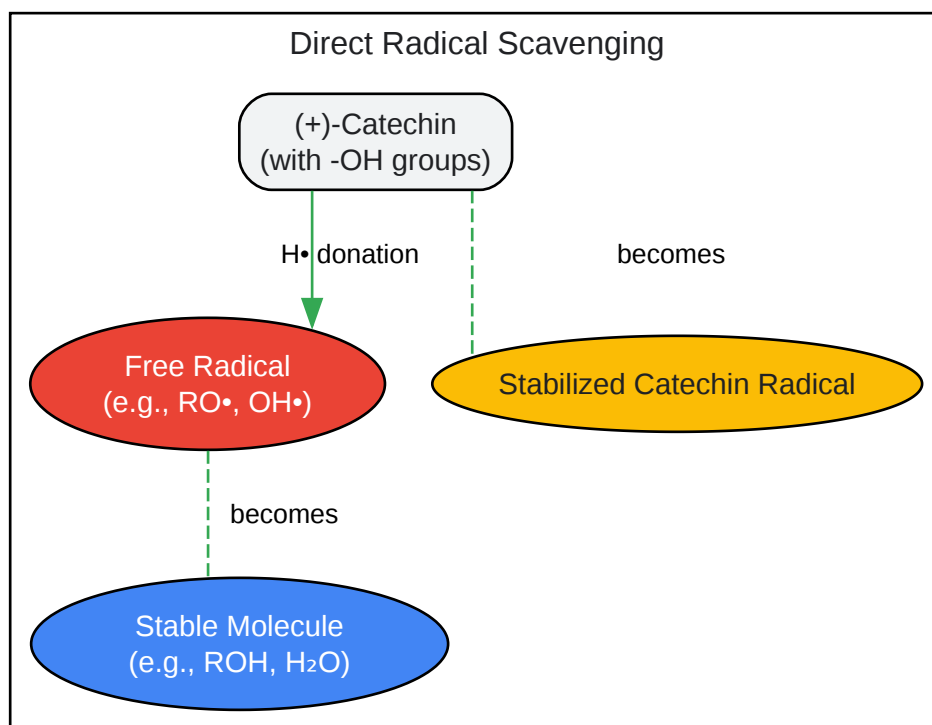 Direct Radical Scavenging
(+)-Catechin
(with -OH groups)
H• donation
becomes
Free Radical
(e.g., RO•, OH•)
Stabilized Catechin Radical
becomes
Stable Molecule
(e.g., ROH, H₂O)